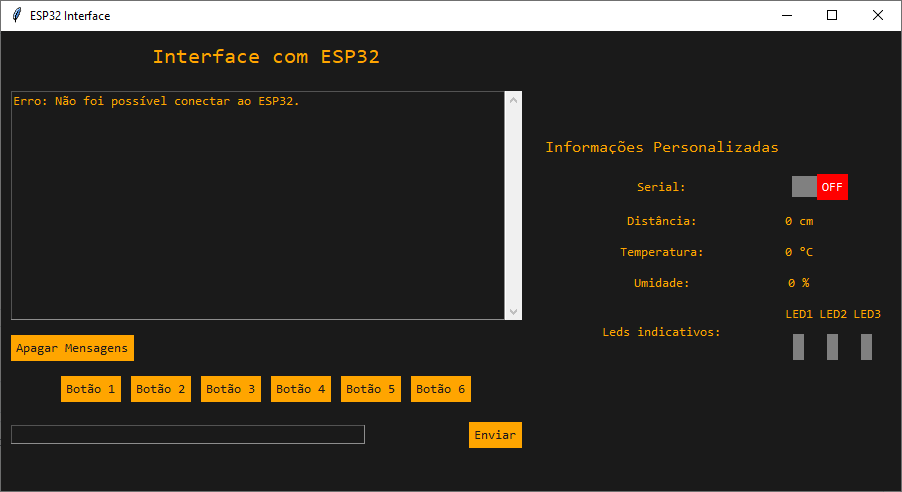 ESP32 Interface
Interface com ESP32
Erro: Não foi possível conectar ao ESP32.
Apagar Mensagens
Botão 1 Botão 2 Botão 3 Botão 4 Botão 5 Botão 6
Enviar
Informações Personalizadas
Serial: OFF
Distância: 0 cm
Temperatura: 0 °C
Umidade: 0 %
LED1 LED2 LED3
Leds indicativos: